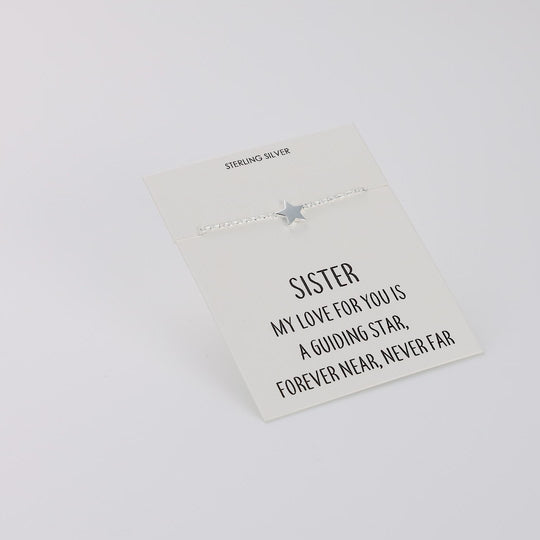 STERLING SILVER
SISTER
MY LOVE FOR YOU IS
A GUIDING STAR,
FOREVER NEAR, NEVER FAR